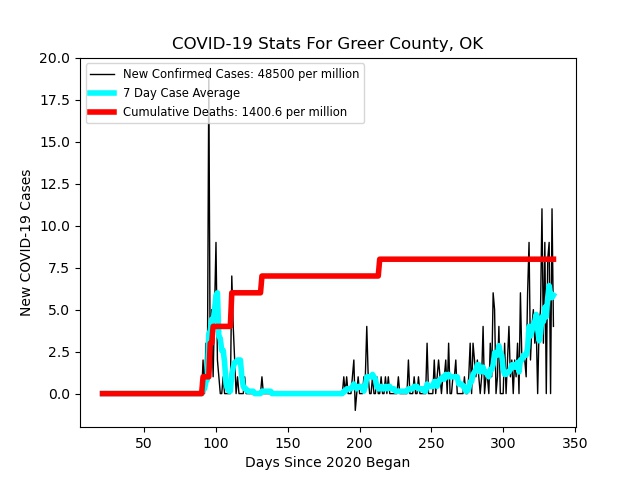 COVID-19 Stats For Greer County, OK
New Confirmed Cases: 48500 per million
7 Day Case Average
Cumulative Deaths: 1400.6 per million
New COVID-19 Cases
20.0
17.5
15.0
12.5
10.0
7.5
5.0
2.5
0.0
50 100 150 200 250 300 350
Days Since 2020 Began